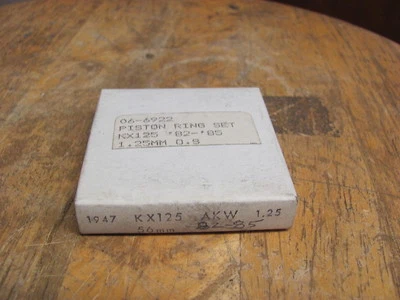 06-6922
PISTON RING SET
KX125 '82-'85
1.25MM O.S
1947 KX125 AKW 1.25
56mm 82-85